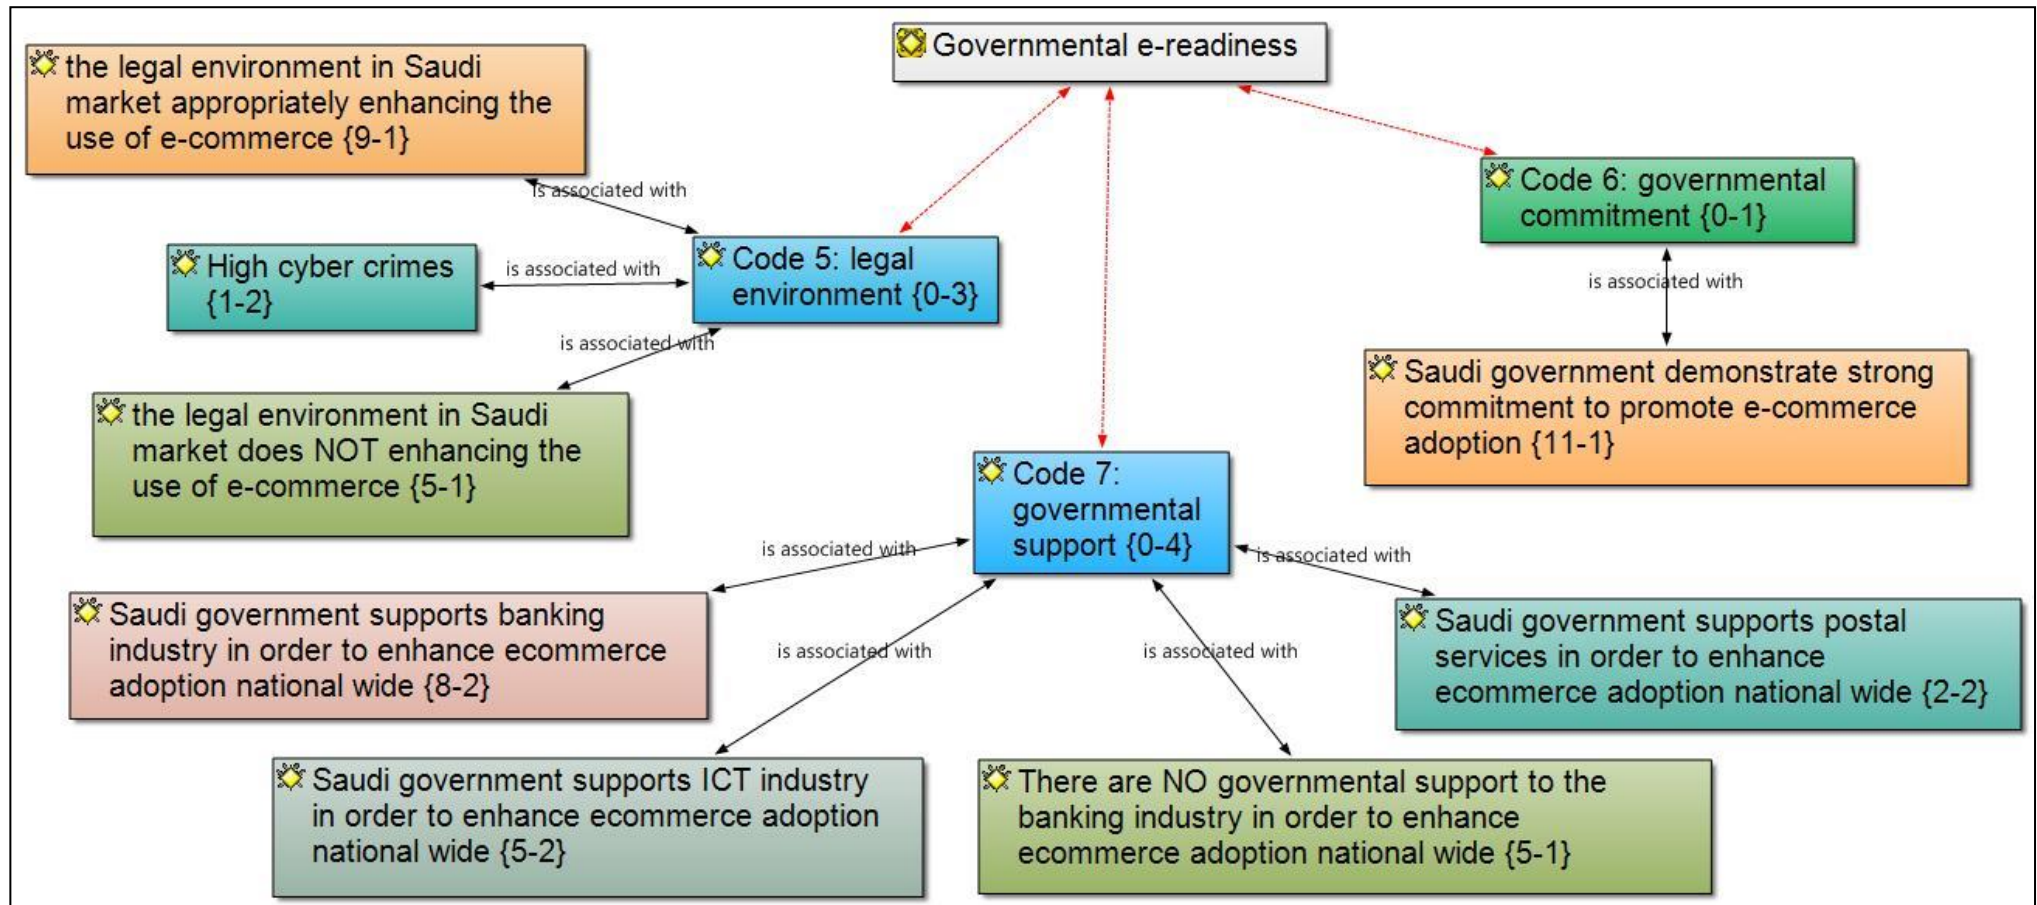 Governmental e-readiness
the legal environment in Saudi
market appropriately enhancing the
use of e-commerce {9-1}
is associated with
Code 6: governmental
commitment {0-1}
High cyber crimes
{1-2}
is associated with
Code 5: legal
environment {0-3}
is associated with
is associated with
the legal environment in Saudi
market does NOT enhancing the
use of e-commerce {5-1}
Saudi government demonstrate strong
commitment to promote e-commerce
adoption {11-1}
Code 7:
governmental
support {0-4}
is associated with
is associated with
Saudi government supports banking
industry in order to enhance ecommerce
adoption national wide {8-2}
is associated with
is associated with
Saudi government supports postal
services in order to enhance
ecommerce adoption national wide {2-2}
Saudi government supports ICT industry
in order to enhance ecommerce adoption
national wide {5-2}
There are NO governmental support to the
banking industry in order to enhance
ecommerce adoption national wide {5-1}